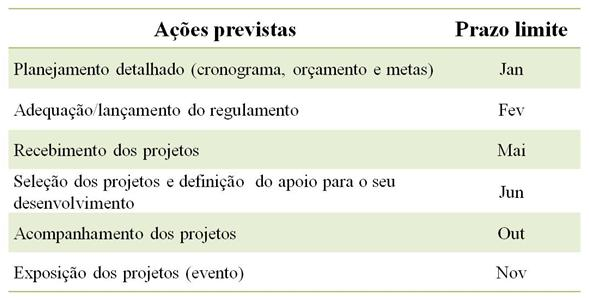 Ações previstas Prazo limite
Planejamento detalhado (cronograma, orçamento e metas) Jan
Adequação/lançamento do regulamento Fev
Recebimento dos projetos Mai
Seleção dos projetos e definição do apoio para o seu
desenvolvimento Jun
Acompanhamento dos projetos Out
Exposição dos projetos (evento) Nov